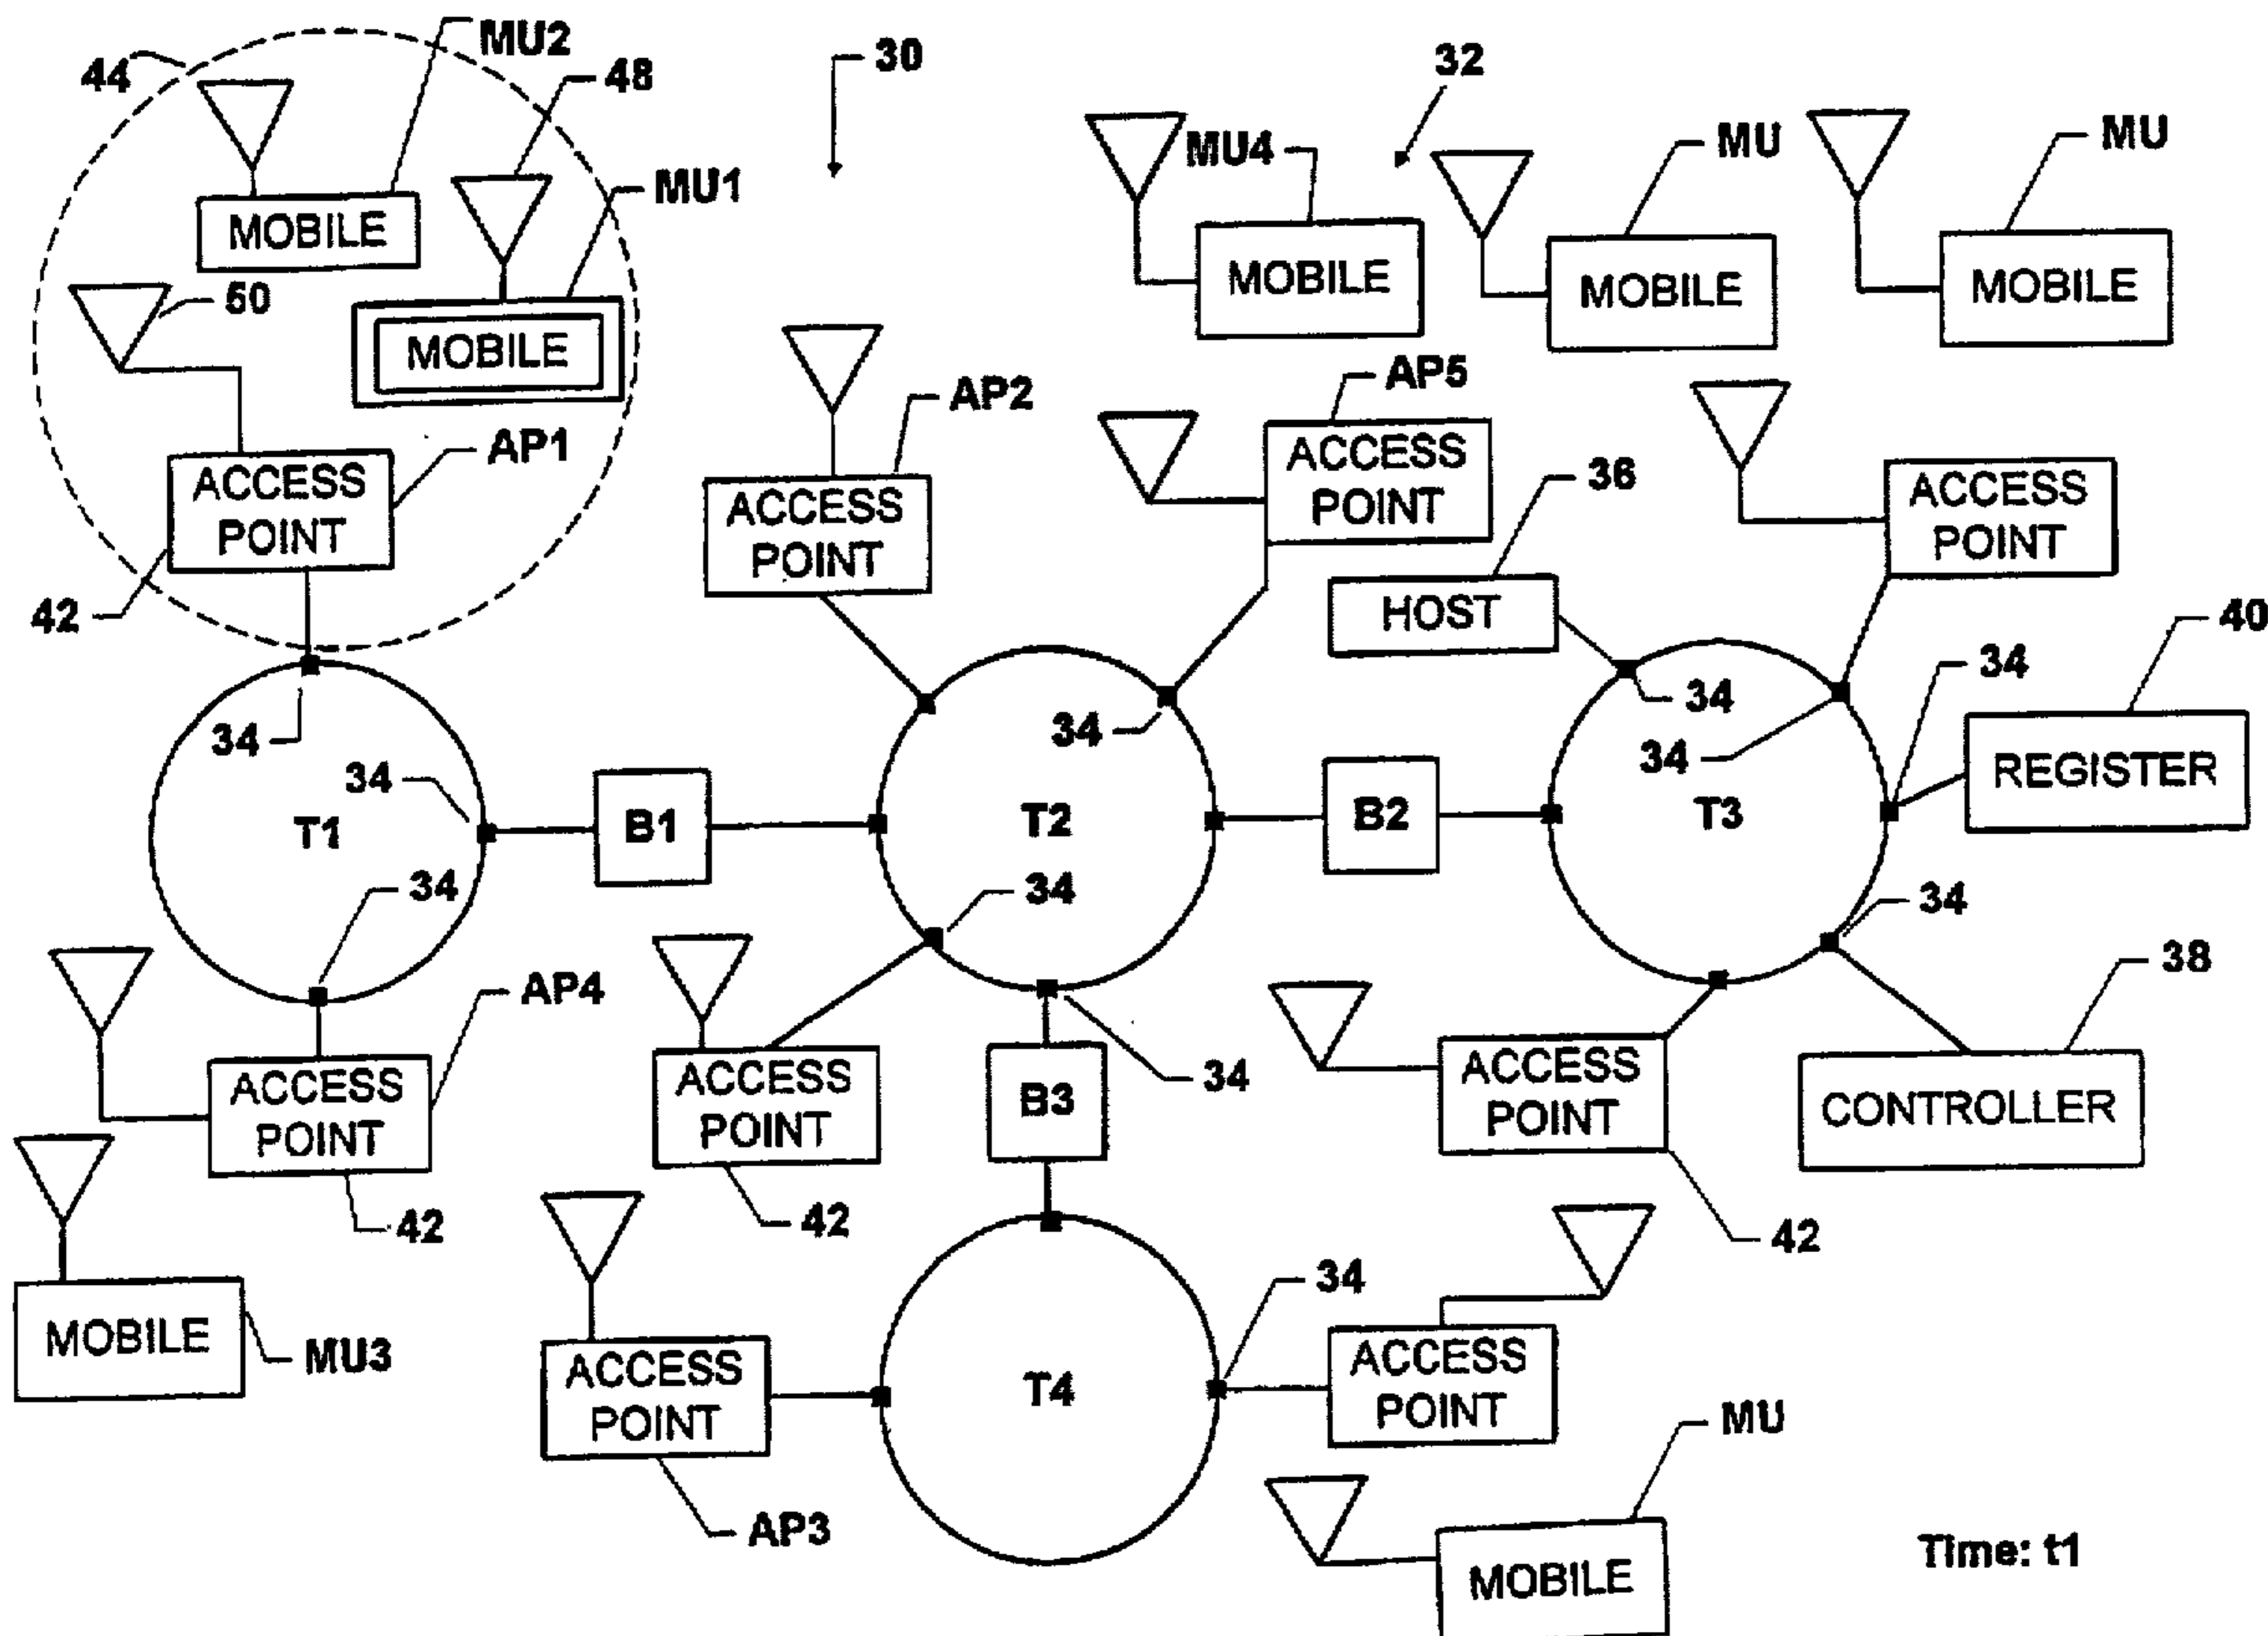 MU2
44
48
30
32
MU4
MU
MU
MOBILE
MU1
MOBILE
MOBILE
MOBILE
50
MOBILE
AP2
AP5
AP1
ACCESS
POINT
ACCESS
POINT
ACCESS
POINT
36
ACCESS
POINT
42
HOST
40
34
34
34
34
34
REGISTER
34
T1
B1
T2
B2
T3
34
34
34
38
AP4
ACCESS
POINT
ACCESS
POINT
B3
34
ACCESS
POINT
CONTROLLER
42
42
42
34
MOBILE
MU3
ACCESS
POINT
T4
ACCESS
POINT
MU
AP3
MOBILE
Time: t1